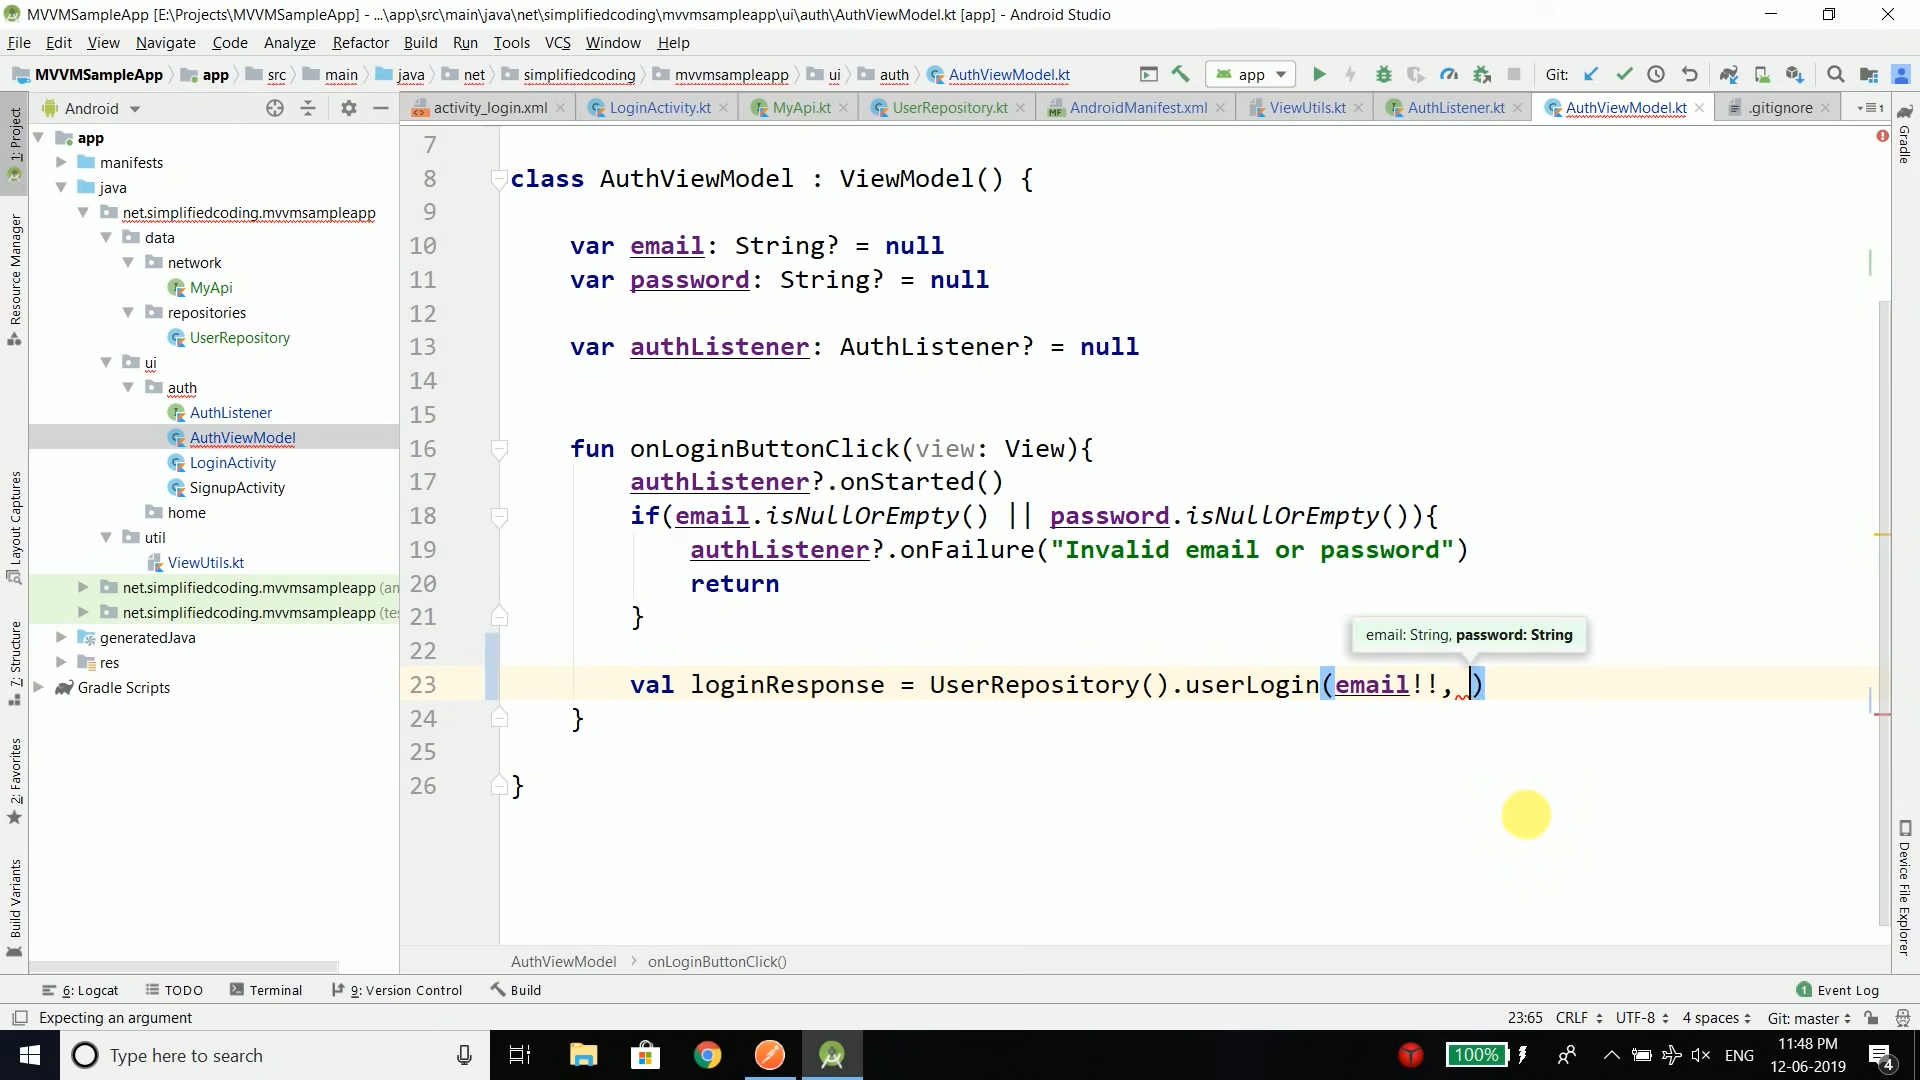 MVVMSampleApp [E:\Projects\MVVMSampleApp] - ...\app\src\main\java\net\simplifiedcoding\mvvmsampleapp\ui\auth\AuthViewModel.kt [app] - Android Studio
File Edit View Navigate Code Analyze Refactor Build Run Tools VCS Window Help
MVVMSampleApp app src main java net simplifiedcoding mvvmsampleapp ui auth AuthViewModel.kt app Git:
Android
activity_login.xml LoginActivity.kt MyApi.kt UserRepository.kt AndroidManifest.xml ViewUtils.kt AuthListener.kt AuthViewModel.kt .gitignore
1: Project
Resource Manager
Layout Captures
7: Structure
2: Favorites
Build Variants
app
manifests
java
net.simplifiedcoding.mvvmsampleapp
data
network
MyApi
repositories
UserRepository
ui
auth
AuthListener
AuthViewModel
LoginActivity
SignupActivity
home
util
ViewUtils.kt
net.simplifiedcoding.mvvmsampleapp (an
net.simplifiedcoding.mvvmsampleapp (te
generatedJava
res
Gradle Scripts
7
8 class AuthViewModel : ViewModel() {
9
10 var email: String? = null
11 var password: String? = null
12
13 var authListener: AuthListener? = null
14
15
16 fun onLoginButtonClick(view: View){
17 authListener?.onStarted()
18 if(email.isNullOrEmpty() || password.isNullOrEmpty()){
19 authListener?.onFailure("Invalid email or password")
20 return
21 }
email: String, password: String
22
23 val loginResponse = UserRepository().userLogin(email!!, )
24 }
25
26 }
Gradle
Device File Explorer
AuthViewModel onLoginButtonClick()
6: Logcat TODO Terminal 9: Version Control Build 1 Event Log
Expecting an argument 23:65 CRLF UTF-8 4 spaces Git: master
Type here to search 100% ENG 11:48 PM
12-06-2019 4